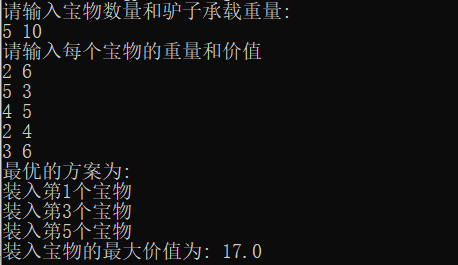 请输入宝物数量和驴子承载重量:
5 10
请输入每个宝物的重量和价值
2 6
5 3
4 5
2 4
3 6
最优的方案为:
装入第1个宝物
装入第3个宝物
装入第5个宝物
装入宝物的最大价值为: 17.0